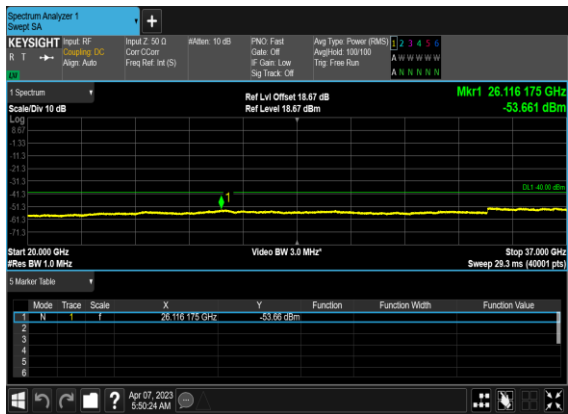 Spectrum Analyzer 1
Swept SA
+
KEYSIGHT
R T
LW
Input: RF
Coupling: DC
Align: Auto
Input Z: 50 Ω
Corr CCorr
Freq Ref: Int (S)
#Atten: 10 dB
PNO: Fast
Gate: Off
IF Gain: Low
Sig Track: Off
Avg Type: Power (RMS)
Avg|Hold: 100/100
Trig: Free Run
1 2 3 4 5 6
A W W W W W
A N N N N N
1 Spectrum
Scale/Div 10 dB
Ref Lvl Offset 18.67 dB
Ref Level 18.67 dBm
Mkr1 26.116 175 GHz
-53.661 dBm
Log
8.67
-1.33
-11.3
-21.3
-31.3
-41.3
-51.3
-61.3
-71.3
DL1 -40.00 dBm
1
Start 20.000 GHz
#Res BW 1.0 MHz
Video BW 3.0 MHz*
Stop 37.000 GHz
Sweep 29.3 ms (40001 pts)
5 Marker Table
Mode Trace Scale X Y Function Function Width Function Value
1 N 1 f 26.116 175 GHz -53.66 dBm
2
3
4
5
6
?
Apr 07, 2023
5:50:24 AM